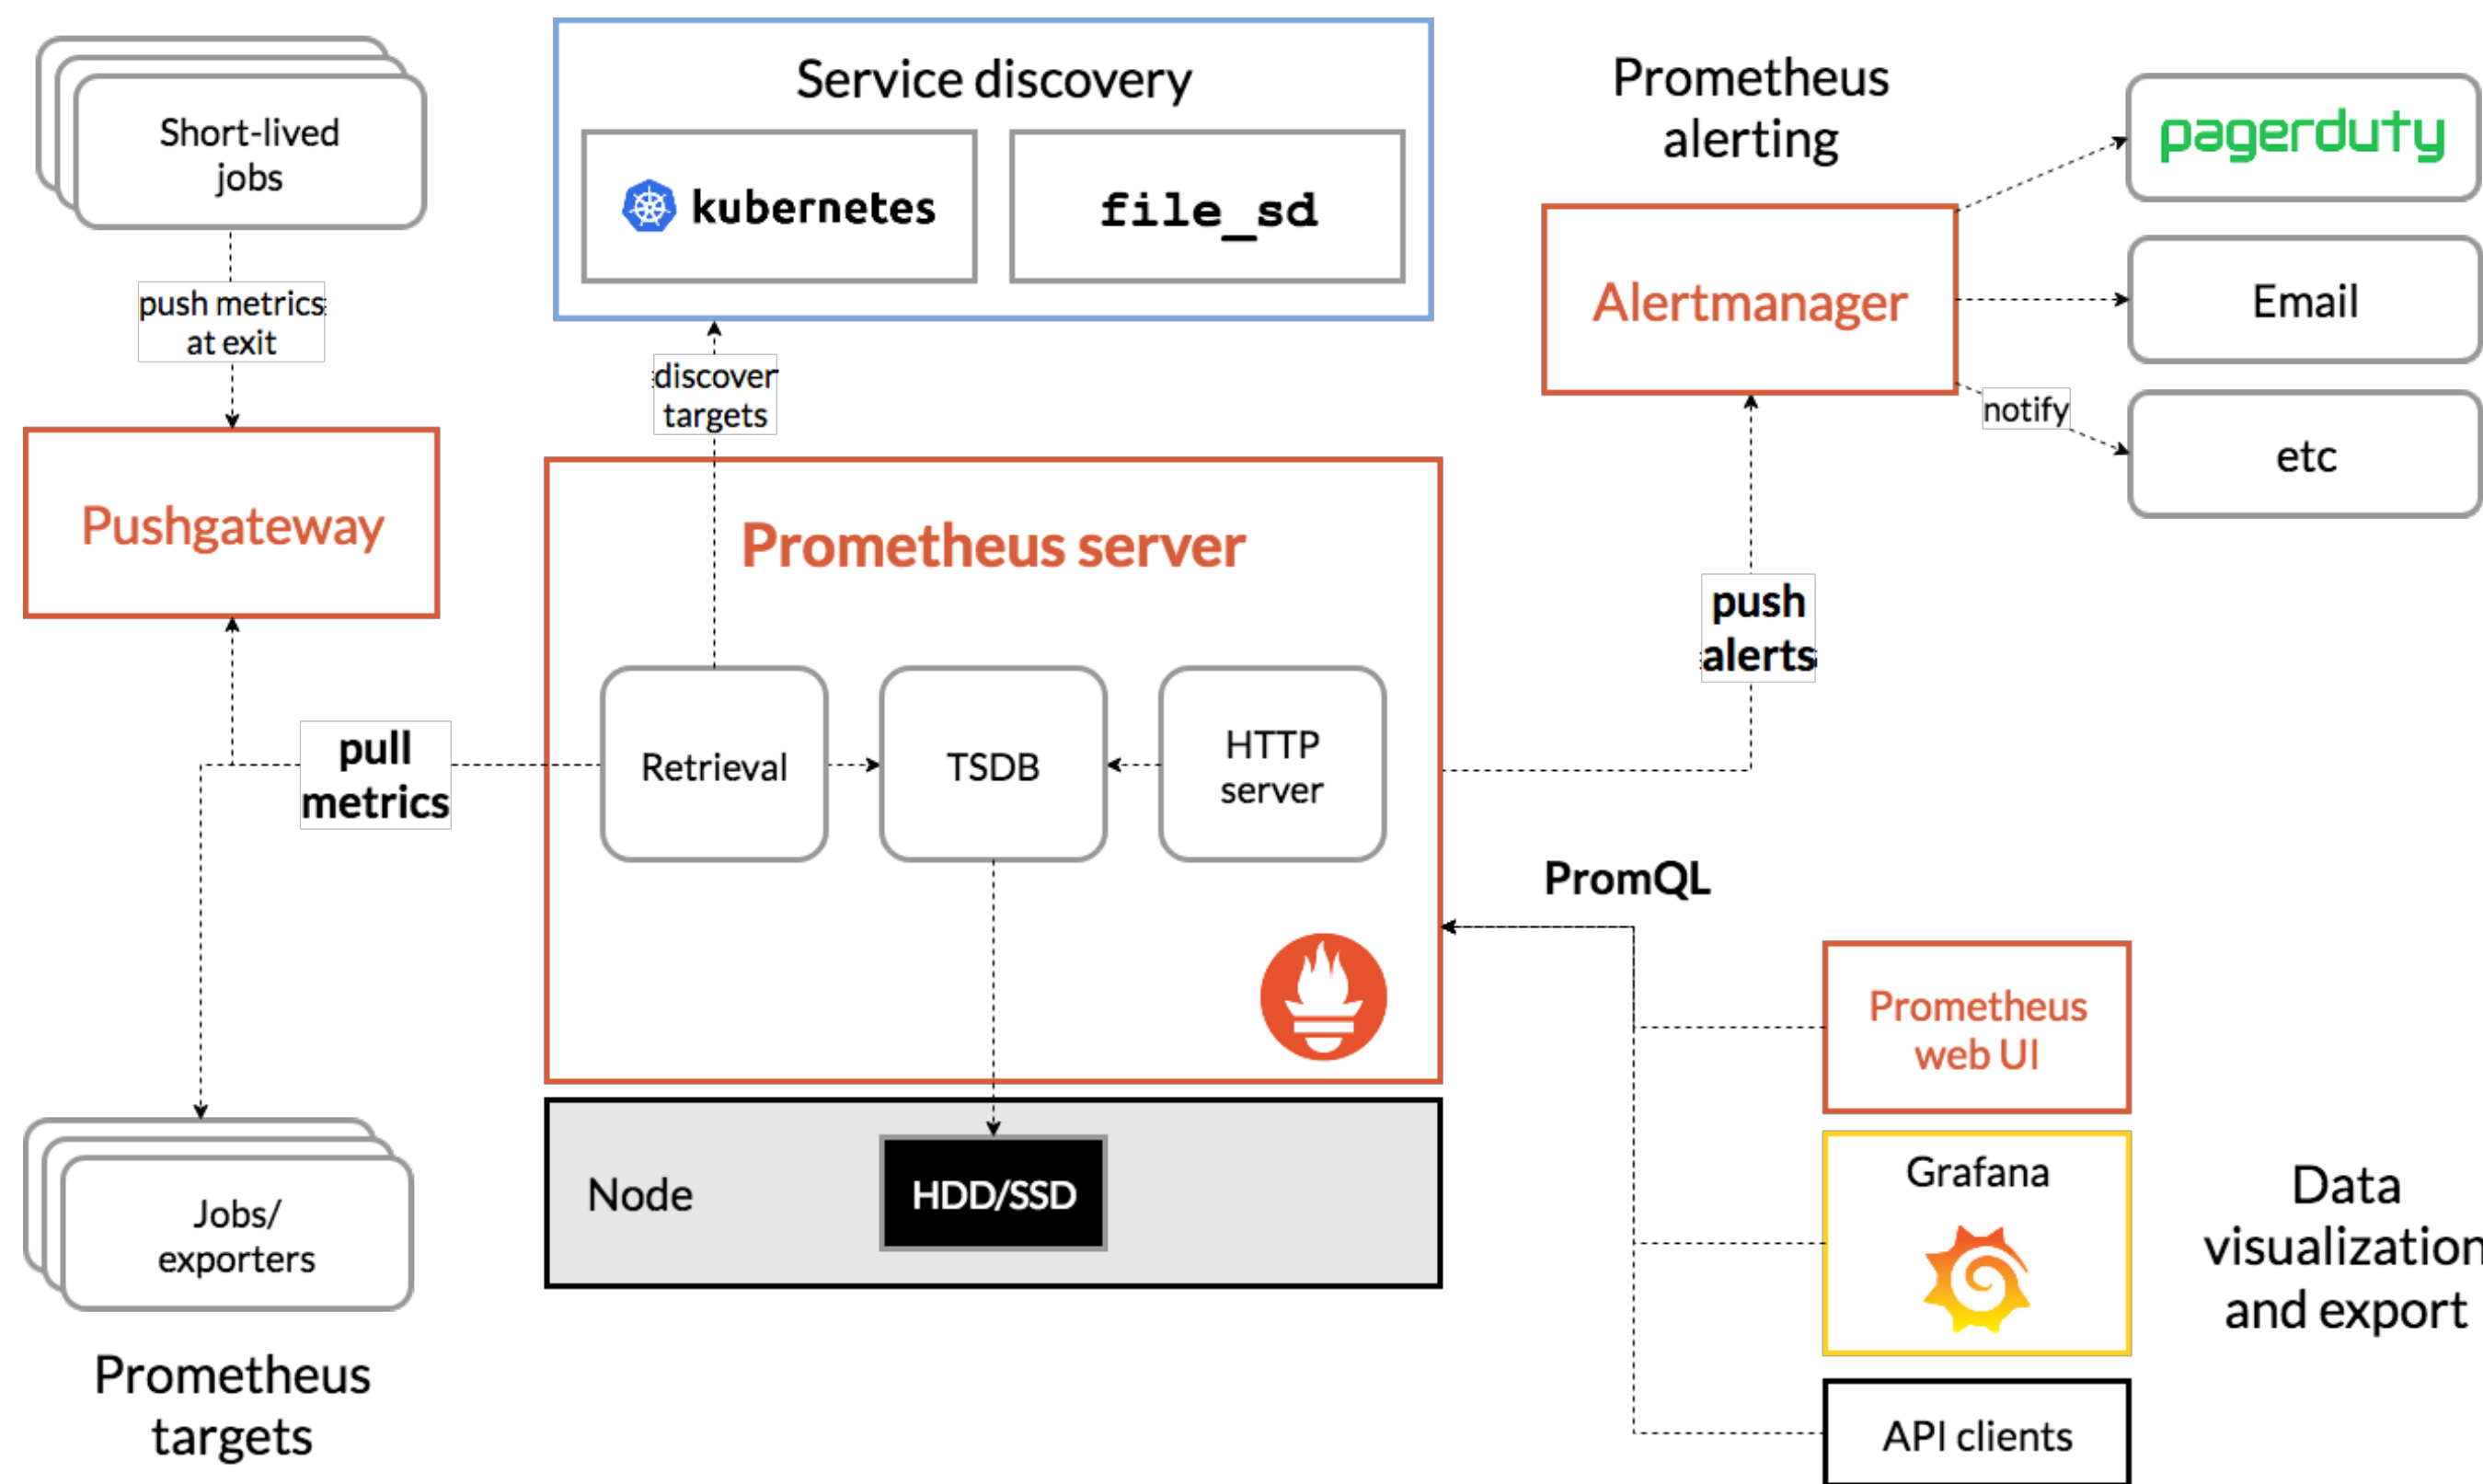 Short-lived
jobs
push metrics
at exit
Pushgateway
pull
metrics
Jobs/
exporters
Prometheus
targets
Service discovery
kubernetes
file_sd
discover
targets
Prometheus server
Retrieval
TSDB
HTTP
server
Node
HDD/SSD
Prometheus
alerting
Alertmanager
pagerduty
Email
notify
etc
push
alerts
PromQL
Prometheus
web UI
Grafana
API clients
Data
visualization
and export